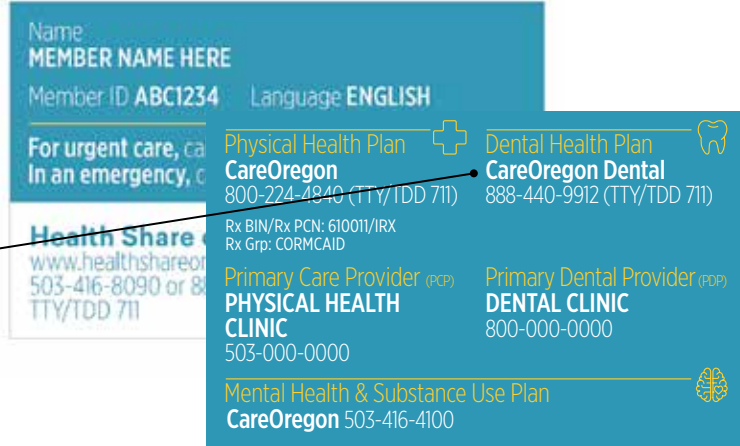 Name
MEMBER NAME HERE
Member ID ABC1234 Language ENGLISH
For urgent care, ca
In an emergency, c
Health Share
www.healthshareor
503-416-8090 or 8
TTY/TDD 711
Physical Health Plan
CareOregon
800-224-4840 (TTY/TDD 711)
Rx BIN/Rx PCN: 610011/IRX
Rx Grp: CORMCAID
Dental Health Plan
CareOregon Dental
888-440-9912 (TTY/TDD 711)
Primary Care Provider (PCP)
PHYSICAL HEALTH
CLINIC
503-000-0000
Primary Dental Provider (PDP)
DENTAL CLINIC
800-000-0000
Mental Health & Substance Use Plan
CareOregon 503-416-4100